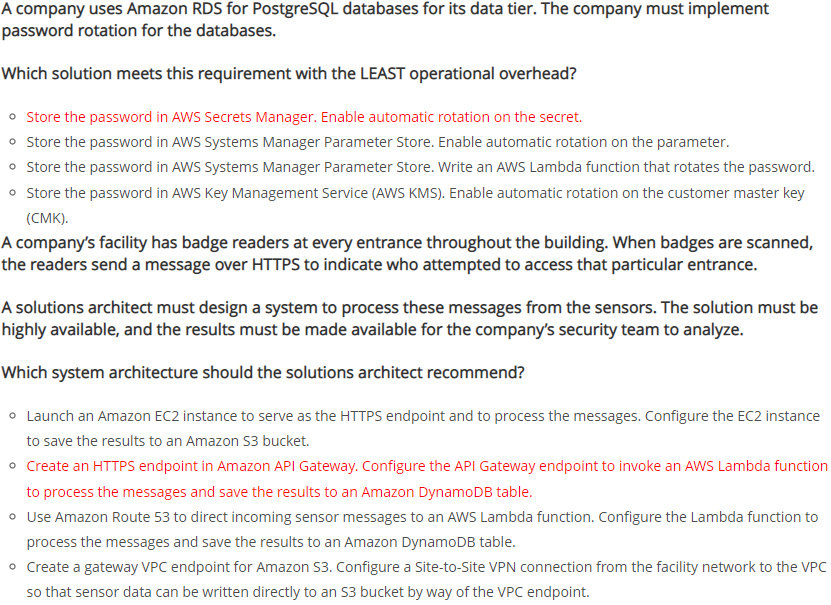 A company uses Amazon RDS for PostgreSQL databases for its data tier. The company must implement
password rotation for the databases.
Which solution meets this requirement with the LEAST operational overhead?
Store the password in AWS Secrets Manager. Enable automatic rotation on the secret.
Store the password in AWS Systems Manager Parameter Store. Enable automatic rotation on the parameter.
Store the password in AWS Systems Manager Parameter Store. Write an AWS Lambda function that rotates the password.
Store the password in AWS Key Management Service (AWS KMS). Enable automatic rotation on the customer master key
(CMK).
A company’s facility has badge readers at every entrance throughout the building. When badges are scanned,
the readers send a message over HTTPS to indicate who attempted to access that particular entrance.
A solutions architect must design a system to process these messages from the sensors. The solution must be
highly available, and the results must be made available for the company’s security team to analyze.
Which system architecture should the solutions architect recommend?
Launch an Amazon EC2 instance to serve as the HTTPS endpoint and to process the messages. Configure the EC2 instance
to save the results to an Amazon S3 bucket.
Create an HTTPS endpoint in Amazon API Gateway. Configure the API Gateway endpoint to invoke an AWS Lambda function
to process the messages and save the results to an Amazon DynamoDB table.
Use Amazon Route 53 to direct incoming sensor messages to an AWS Lambda function. Configure the Lambda function to
process the messages and save the results to an Amazon DynamoDB table.
Create a gateway VPC endpoint for Amazon S3. Configure a Site-to-Site VPN connection from the facility network to the VPC
so that sensor data can be written directly to an S3 bucket by way of the VPC endpoint.